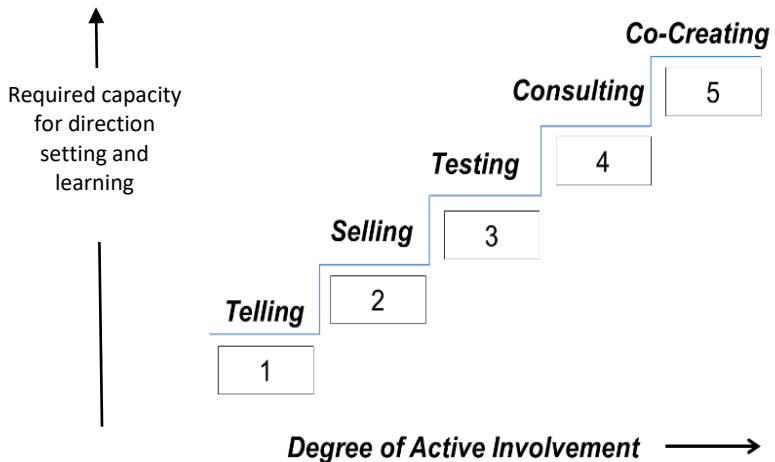 Co-Creating
5
Required capacity
for direction
setting and
learning
Consulting
4
Testing
3
Selling
2
Telling
1
Degree of Active Involvement